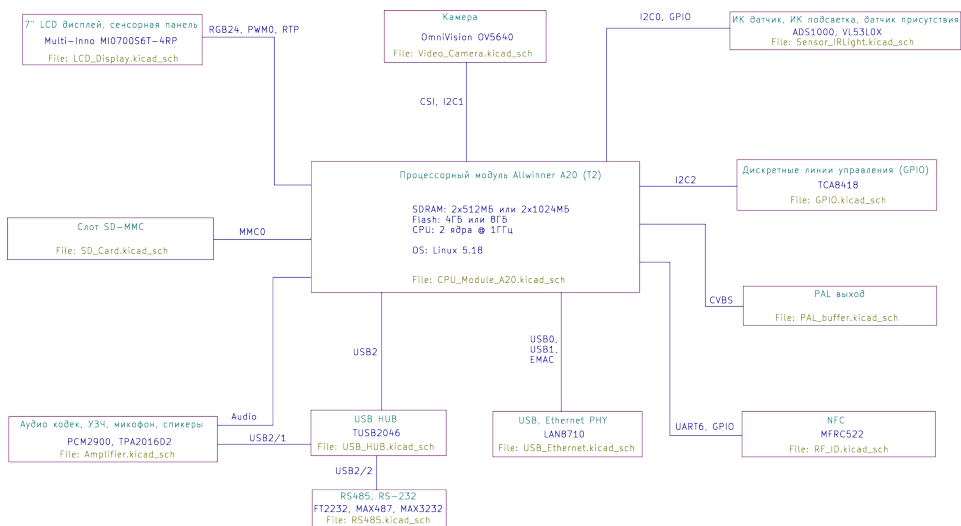 7" LCD дисплей, сенсорная панель
Multi-Inno MI0700S6T-4RP
File: LCD_Display.kicad_sch
RGB24, PWM0, RTP
Камера
OmniVision OV5640
File: Video_Camera.kicad_sch
CSI, I2C1
I2C0, GPIO
ИК датчик, ИК подсветка, датчик присутствия
ADS1000, VL53L0X
File: Sensor_IRLight.kicad_sch
Процессорный модуль Allwinner A20 (T2)
SDRAM: 2x512МБ или 2x1024МБ
Flash: 4ГБ или 8ГБ
CPU: 2 ядра @ 1ГГц
OS: Linux 5.18
File: CPU_Module_A20.kicad_sch
I2C2
Дискретные линии управления (GPIO)
TCA8418
File: GPIO.kicad_sch
Слот SD-MMC
File: SD_Card.kicad_sch
MMC0
CVBS
PAL выход
File: PAL_buffer.kicad_sch
USB2
USB0,
USB1,
EMAC
Аудио кодек, УЗЧ, микофон, спикеры
PCM2900, TPA2016D2
File: Amplifier.kicad_sch
Audio
USB2/1
USB HUB
TUSB2046
File: USB_HUB.kicad_sch
USB, Ethernet PHY
LAN8710
File: USB_Ethernet.kicad_sch
UART6, GPIO
NFC
MFRC522
File: RF_ID.kicad_sch
USB2/2
RS485, RS-232
FT2232, MAX487, MAX3232
File: RS485.kicad_sch